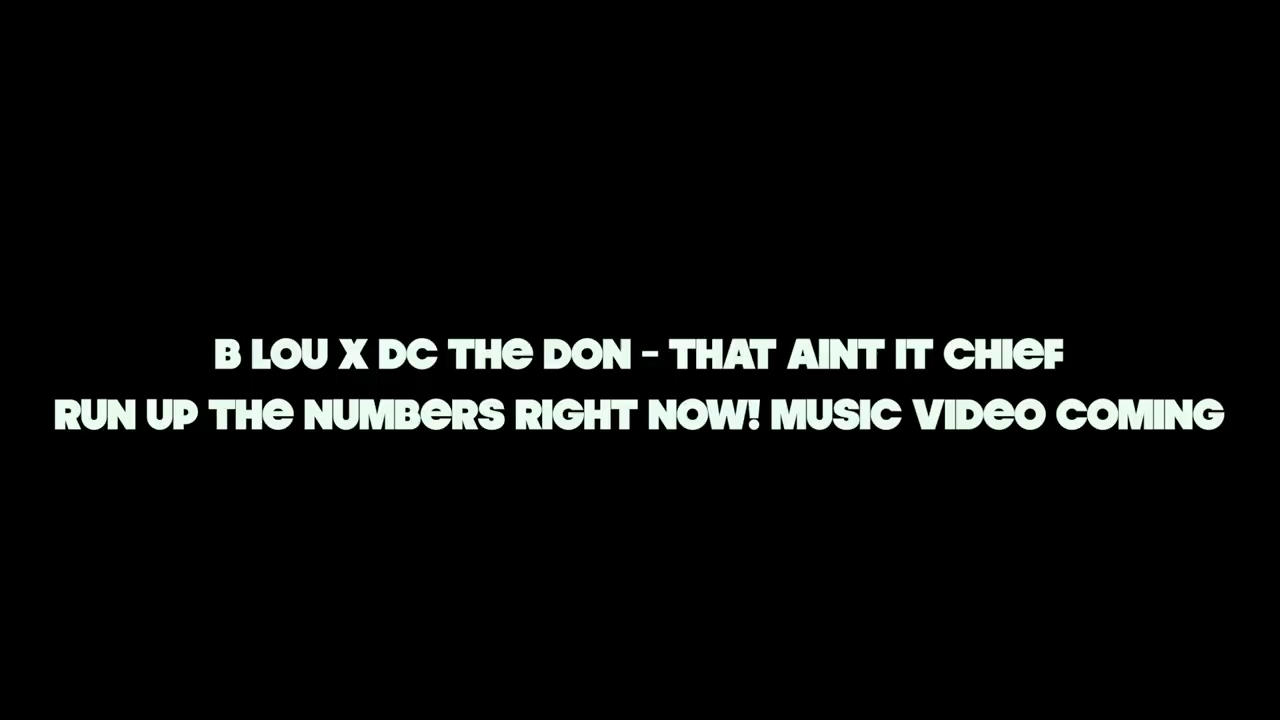 B LOU X DC THe DON - THAT AINT IT CHIeF
RUN UP THe NUMBeRS RIGHT NOW! MUSIC VIDeO COMING